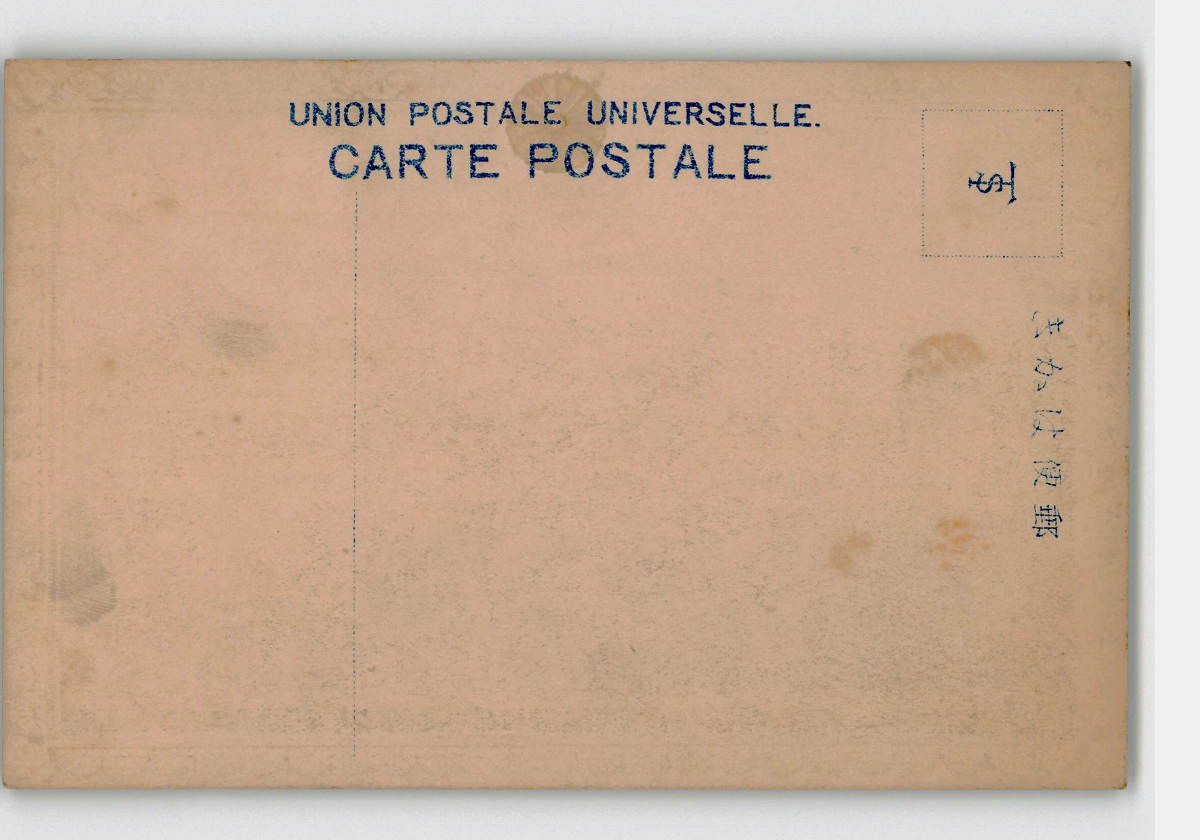 UNION POSTALE UNIVERSELLE.
CARTE POSTALE
郵便はかき